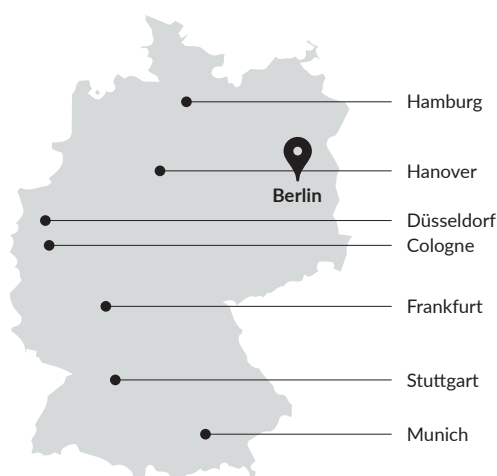 Hamburg
Hanover
Berlin
Düsseldorf
Cologne
Frankfurt
Stuttgart
Munich